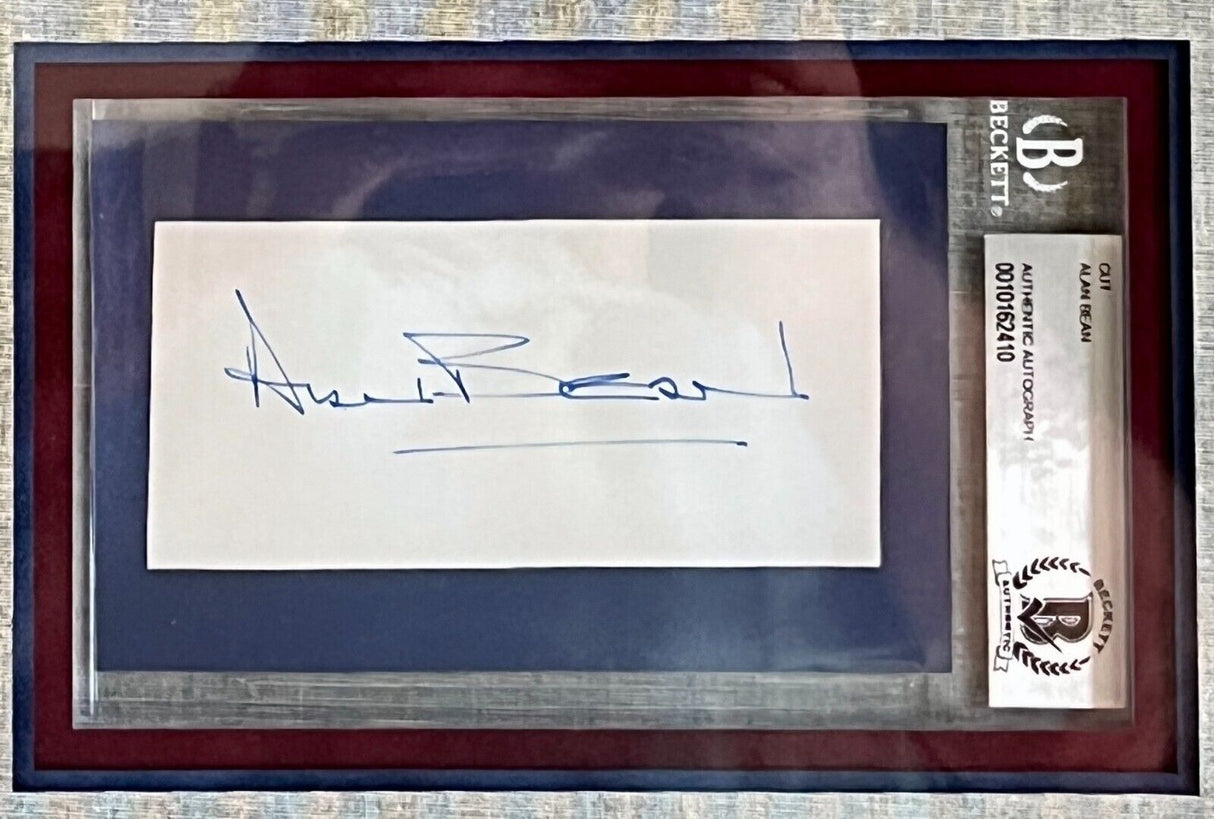 Alan Bean
BECKETT
CUT
ALAN BEAN
AUTHENTIC AUTOGRAPH
0010162410
BECKETT
AUTHENTIC